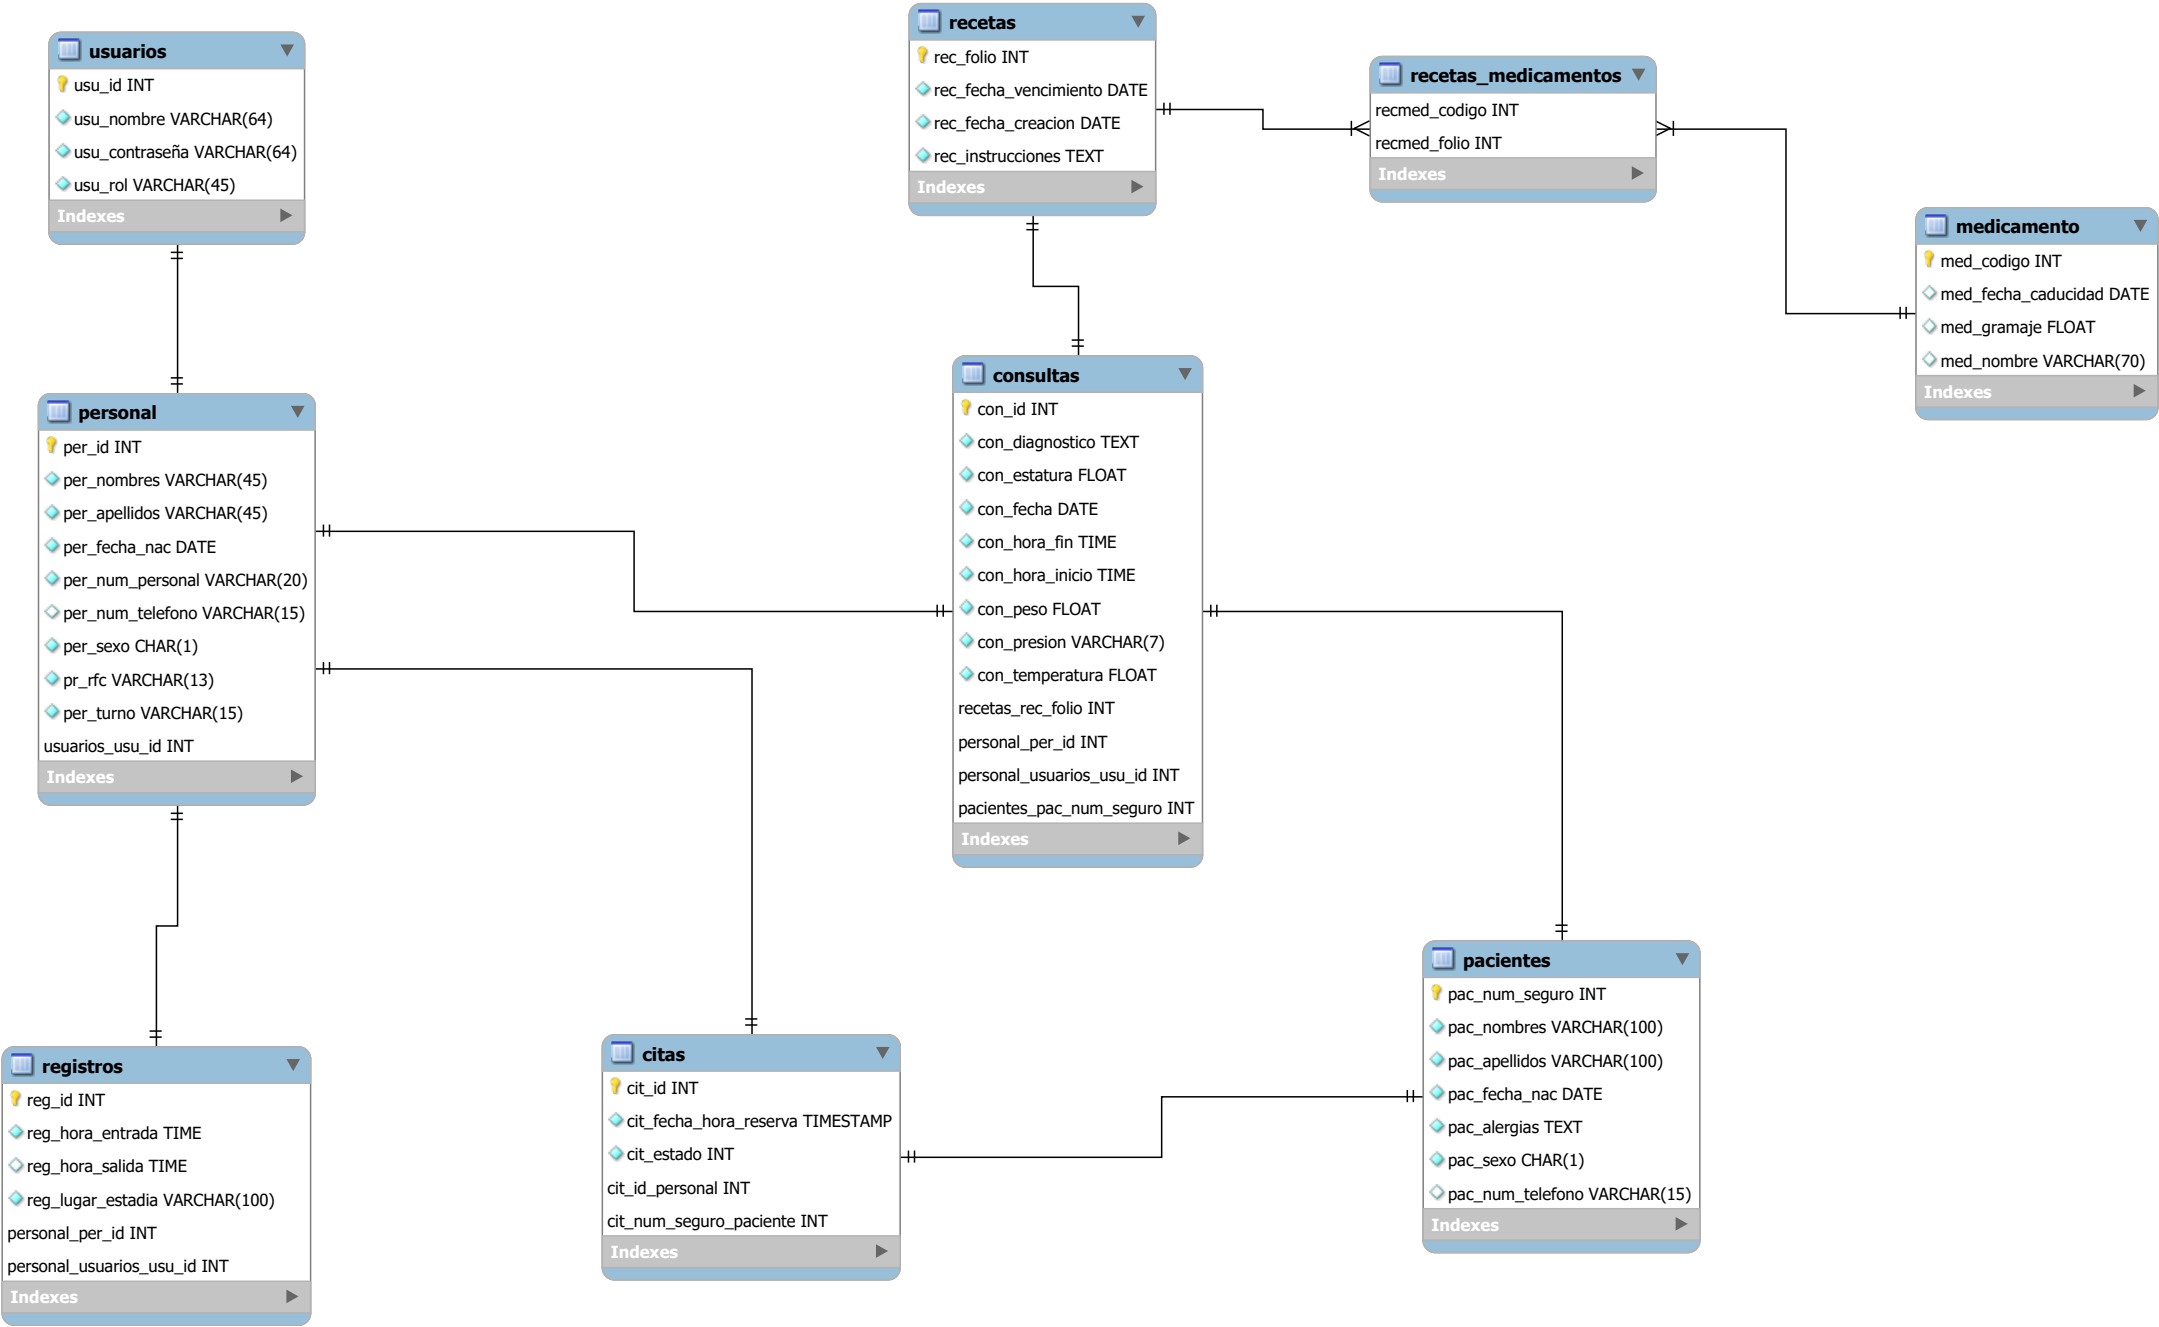 usuarios
usu_id INT
usu_nombre VARCHAR(64)
usu_contraseña VARCHAR(64)
usu_rol VARCHAR(45)
Indexes
recetas
rec_folio INT
rec_fecha_vencimiento DATE
rec_fecha_creacion DATE
rec_instrucciones TEXT
Indexes
recetas_medicamentos
recmed_codigo INT
recmed_folio INT
Indexes
medicamento
med_codigo INT
med_fecha_caducidad DATE
med_gramaje FLOAT
med_nombre VARCHAR(70)
Indexes
personal
per_id INT
per_nombres VARCHAR(45)
per_apellidos VARCHAR(45)
per_fecha_nac DATE
per_num_personal VARCHAR(20)
per_num_telefono VARCHAR(15)
per_sexo CHAR(1)
pr_rfc VARCHAR(13)
per_turno VARCHAR(15)
usuarios_usu_id INT
Indexes
consultas
con_id INT
con_diagnostico TEXT
con_estatura FLOAT
con_fecha DATE
con_hora_fin TIME
con_hora_inicio TIME
con_peso FLOAT
con_presion VARCHAR(7)
con_temperatura FLOAT
recetas_rec_folio INT
personal_per_id INT
personal_usuarios_usu_id INT
pacientes_pac_num_seguro INT
Indexes
registros
reg_id INT
reg_hora_entrada TIME
reg_hora_salida TIME
reg_lugar_estadia VARCHAR(100)
personal_per_id INT
personal_usuarios_usu_id INT
Indexes
citas
cit_id INT
cit_fecha_hora_reserva TIMESTAMP
cit_estado INT
cit_id_personal INT
cit_num_seguro_paciente INT
Indexes
pacientes
pac_num_seguro INT
pac_nombres VARCHAR(100)
pac_apellidos VARCHAR(100)
pac_fecha_nac DATE
pac_alergias TEXT
pac_sexo CHAR(1)
pac_num_telefono VARCHAR(15)
Indexes